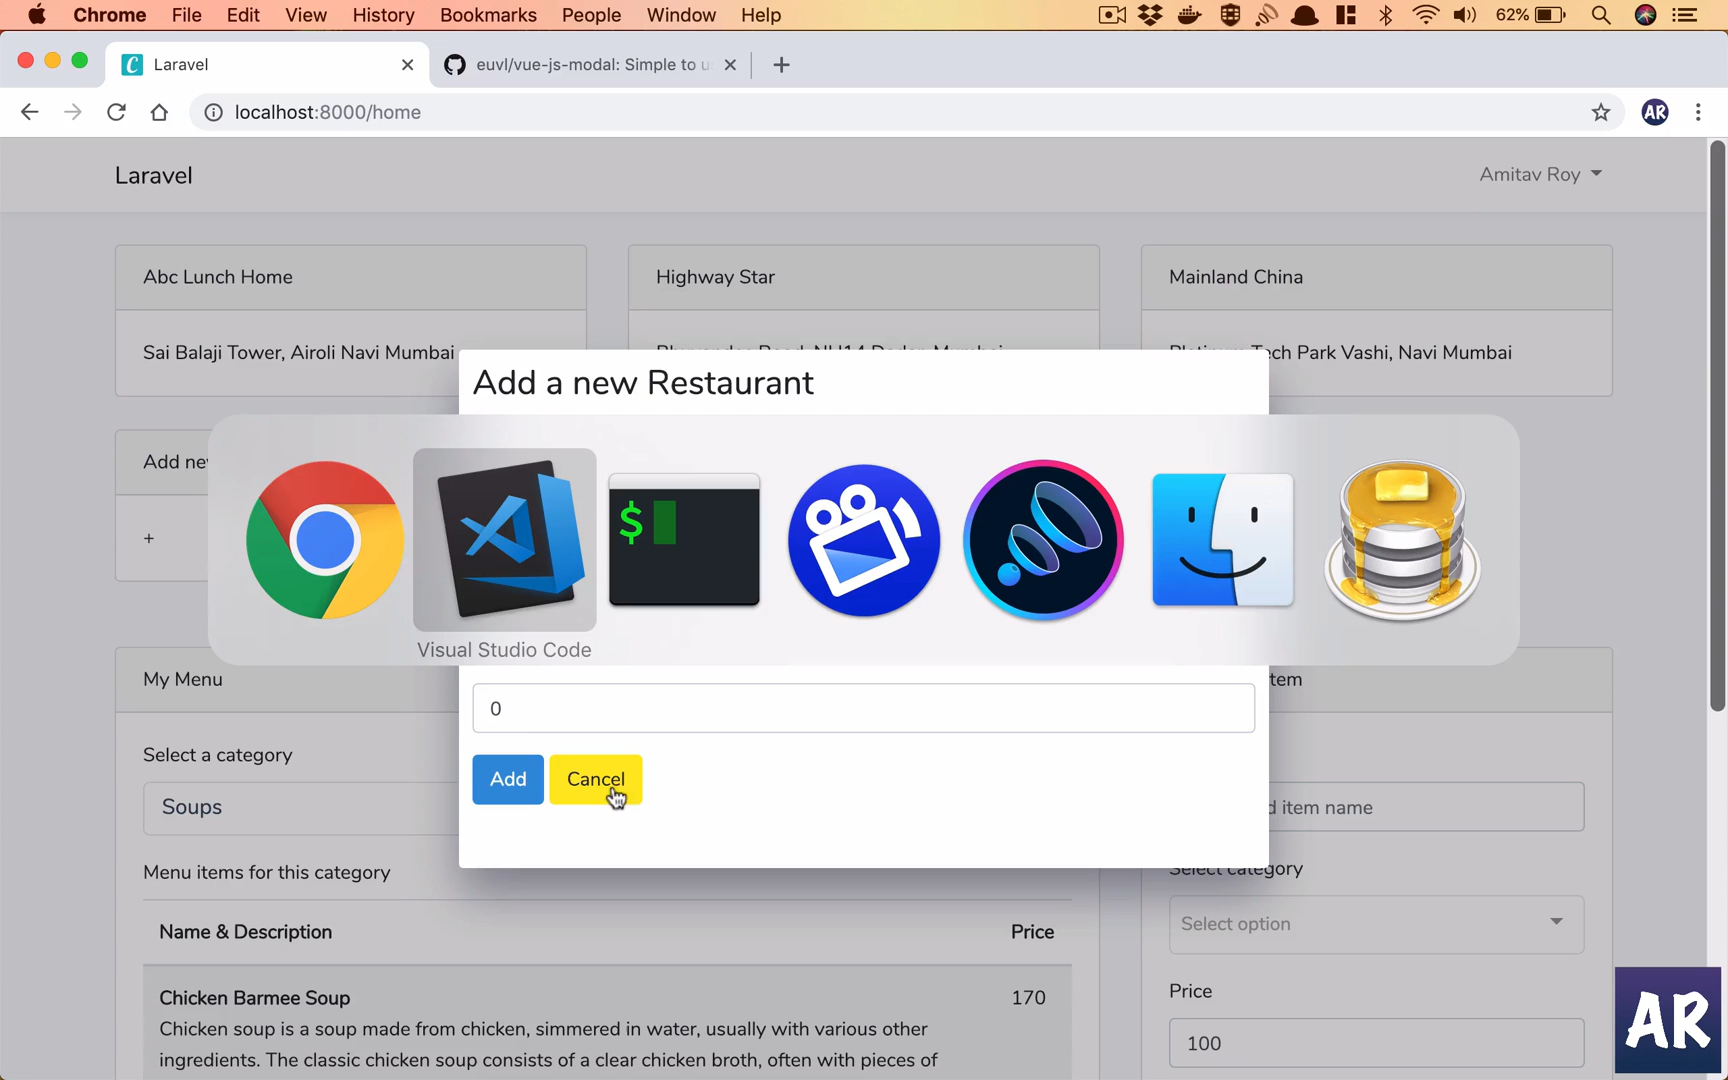 Chrome File Edit View History Bookmarks People Window Help 62%
Laravel
euvl/vue-js-modal: Simple to u
localhost:8000/home
AR
Laravel
Amitav Roy
Abc Lunch Home
Highway Star
Mainland China
Sai Balaji Tower, Airoli Navi Mumbai
Tech Park Vashi, Navi Mumbai
Add a new Restaurant
Add new
+
$
Visual Studio Code
0
Add
Cancel
My Menu
Select a category
Soups
item name
Menu items for this category
Select category
Select option
Name & Description
Price
Chicken Barmee Soup
170
Chicken soup is a soup made from chicken, simmered in water, usually with various other
ingredients. The classic chicken soup consists of a clear chicken broth, often with pieces of
Price
100
AR